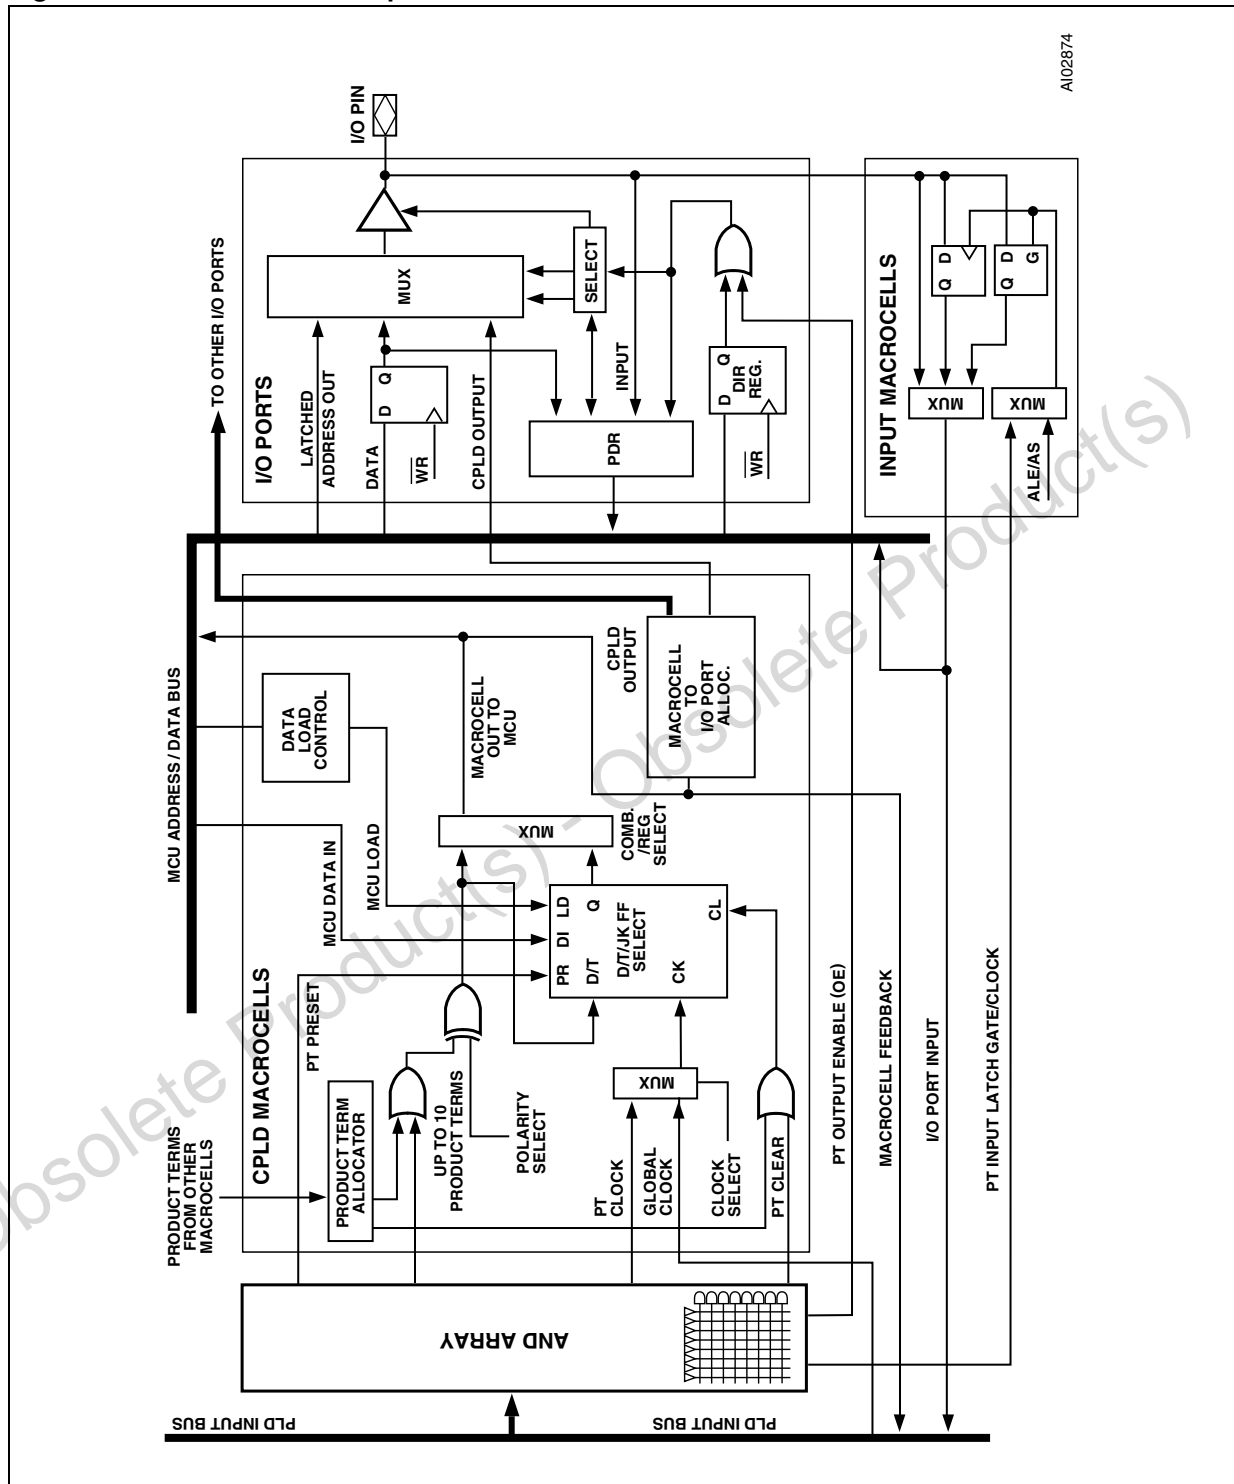 AI02874
I/O PIN
TO OTHER I/O PORTS
I/O PORTS
LATCHED
ADDRESS OUT
DATA
WR
CPLD OUTPUT
D
Q
MUX
SELECT
INPUT
PDR
D
Q
DIR
REG.
WR
INPUT MACROCELLS
Q
D
Q
D
G
MUX
MUX
ALE/AS
MCU ADDRESS / DATA BUS
DATA
LOAD
CONTROL
MCU DATA IN
MCU LOAD
MACROCELL
OUT TO
MCU
CPLD
OUTPUT
MACROCELL
TO
I/O PORT
ALLOC.
MUX
COMB.
/REG
SELECT
CPLD MACROCELLS
PT PRESET
PR
DI
LD
D/T
Q
D/T/JK FF
SELECT
CK
CL
PRODUCT TERMS
FROM OTHER
MACROCELLS
PRODUCT TERM
ALLOCATOR
UP TO 10
PRODUCT TERMS
POLARITY
SELECT
PT
CLOCK
GLOBAL
CLOCK
MUX
CLOCK
SELECT
PT CLEAR
PT OUTPUT ENABLE (OE)
MACROCELL FEEDBACK
I/O PORT INPUT
PT INPUT LATCH GATE/CLOCK
AND ARRAY
PLD INPUT BUS
PLD INPUT BUS
Obsolete Product(s) - Obsolete Product(s)